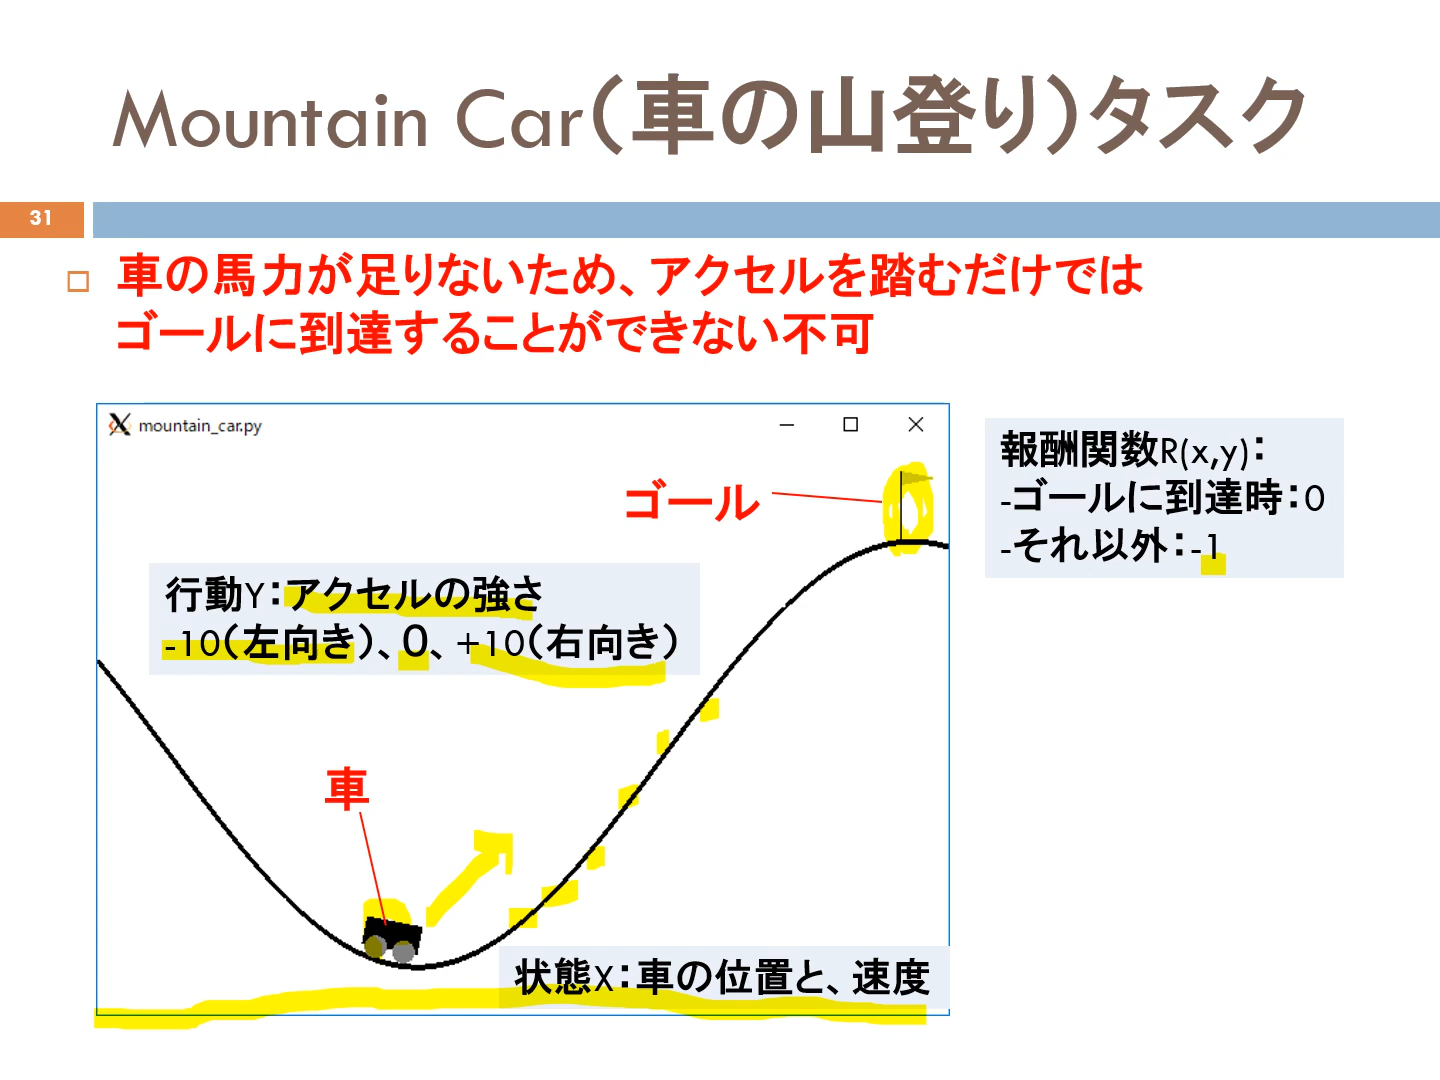 Mountain Car（車の山登り）タスク
31
車の馬力が足りないため、アクセルを踏むだけでは
ゴールに到達することができない不可
mountain_car.py
報酬関数R(x,y)：
-ゴールに到達時：0
-それ以外：-1
ゴール
行動Y：アクセルの強さ
-10（左向き）、0、+10（右向き）
車
状態X：車の位置と、速度